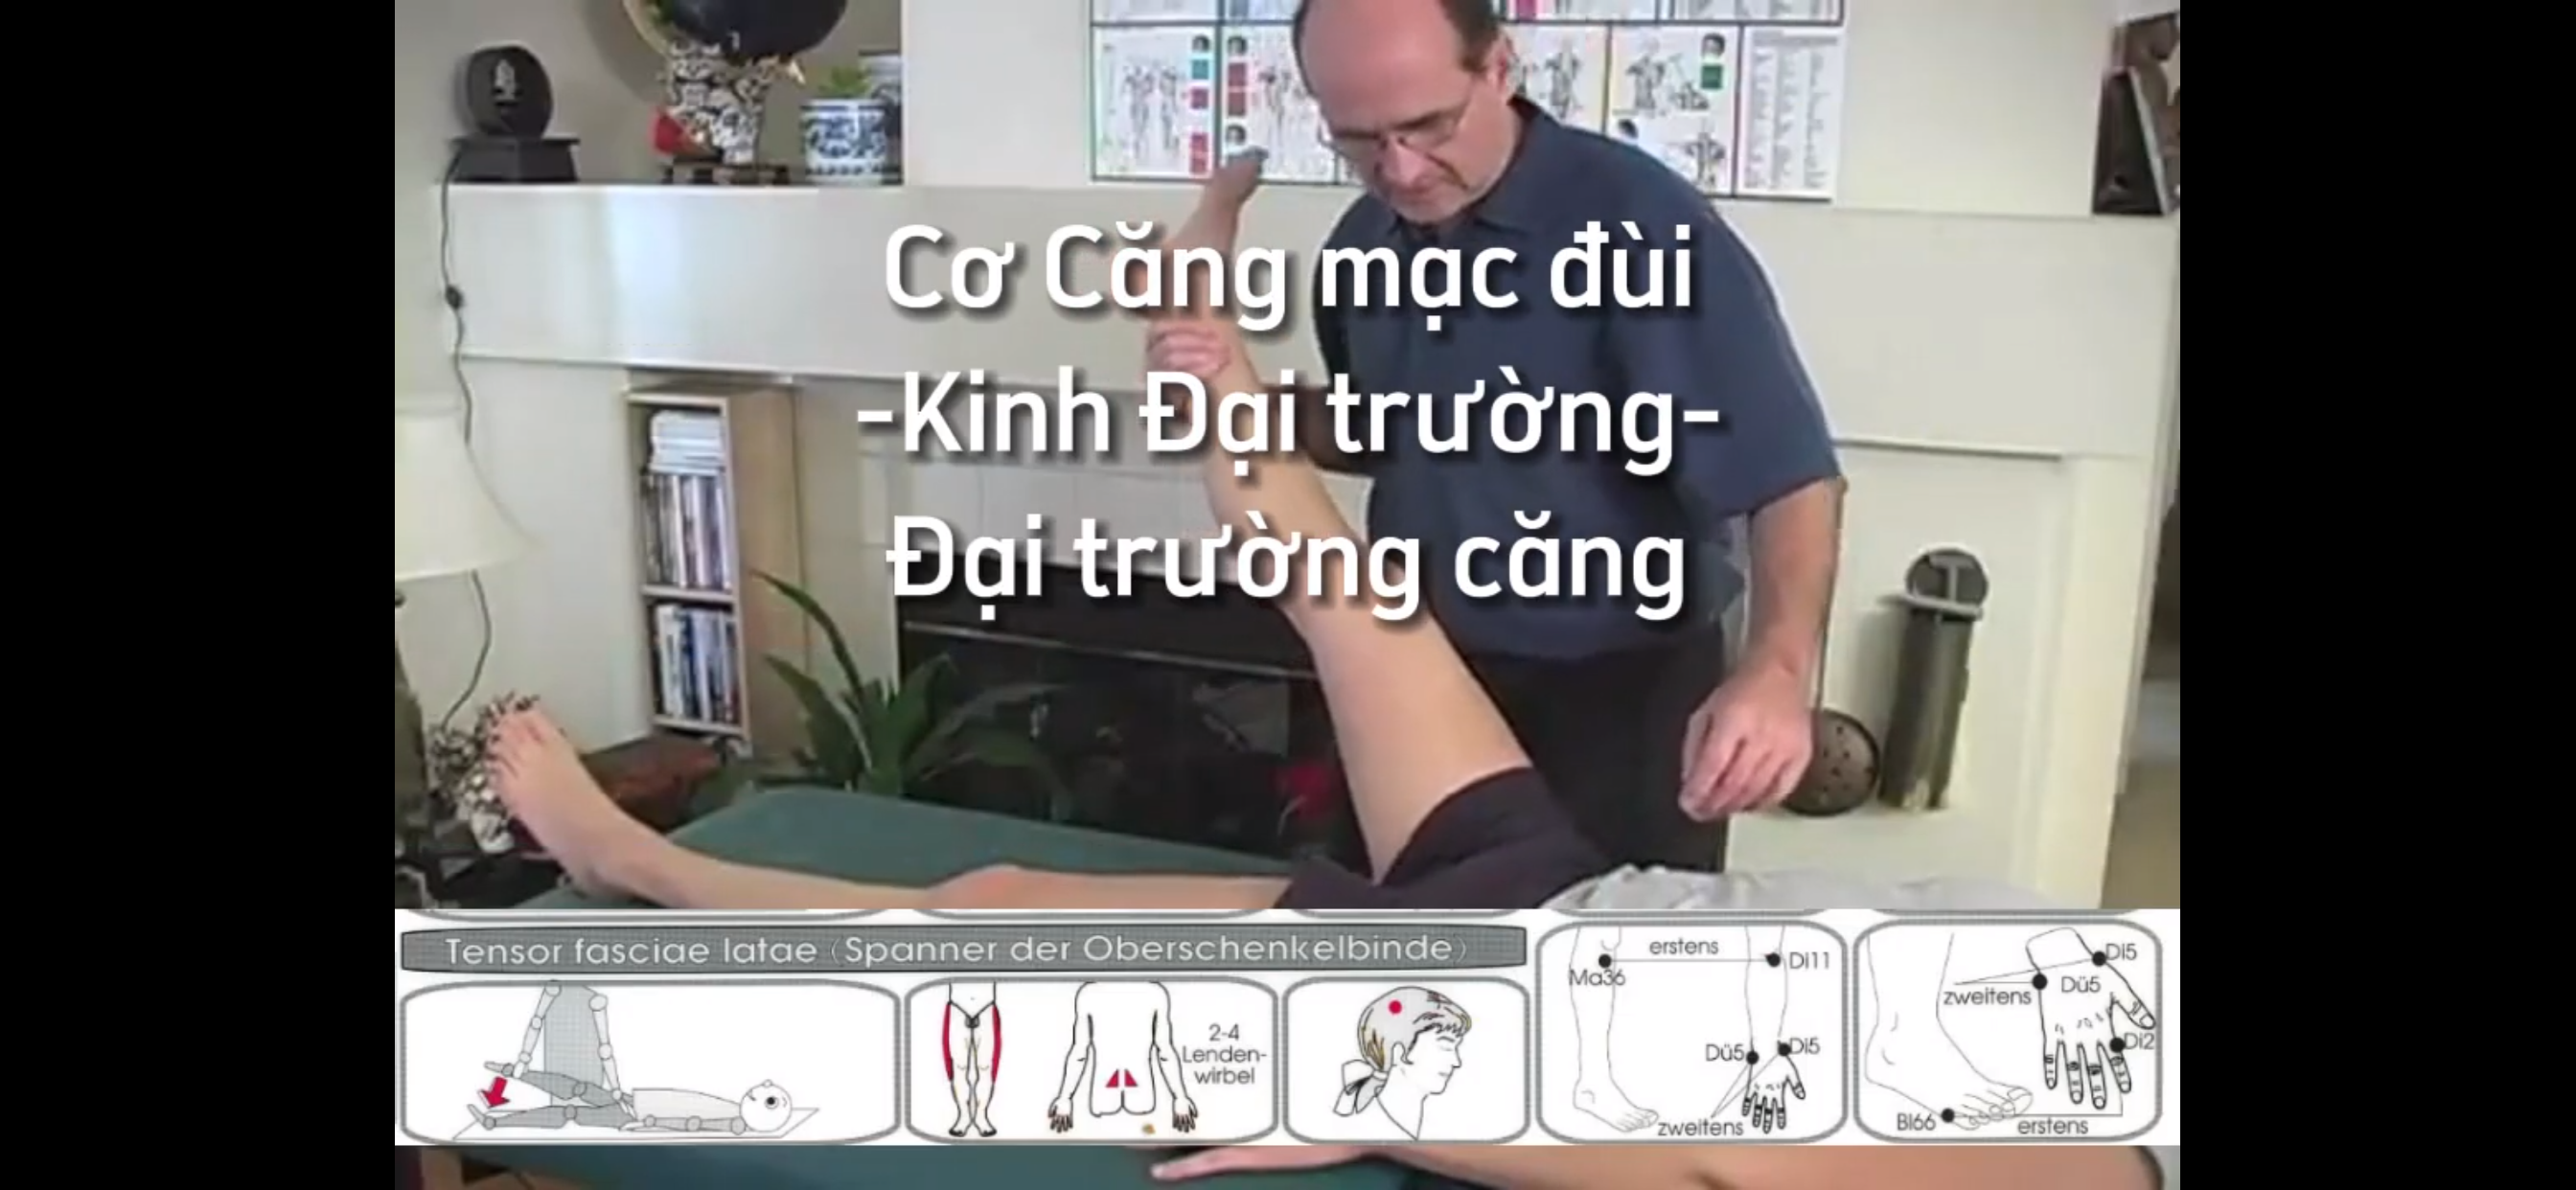 Cơ Căng mạc đùi
-Kinh Đại trường-
Đại trường căng
Tensor fasciae latae (Spanner der Oberschenkelbinde)
2-4
Lenden-
wirbel
erstens
Ma36
Di11
Dü5
Di5
zweitens
Di5
Dü5
zweitens
Di2
Bl66
erstens